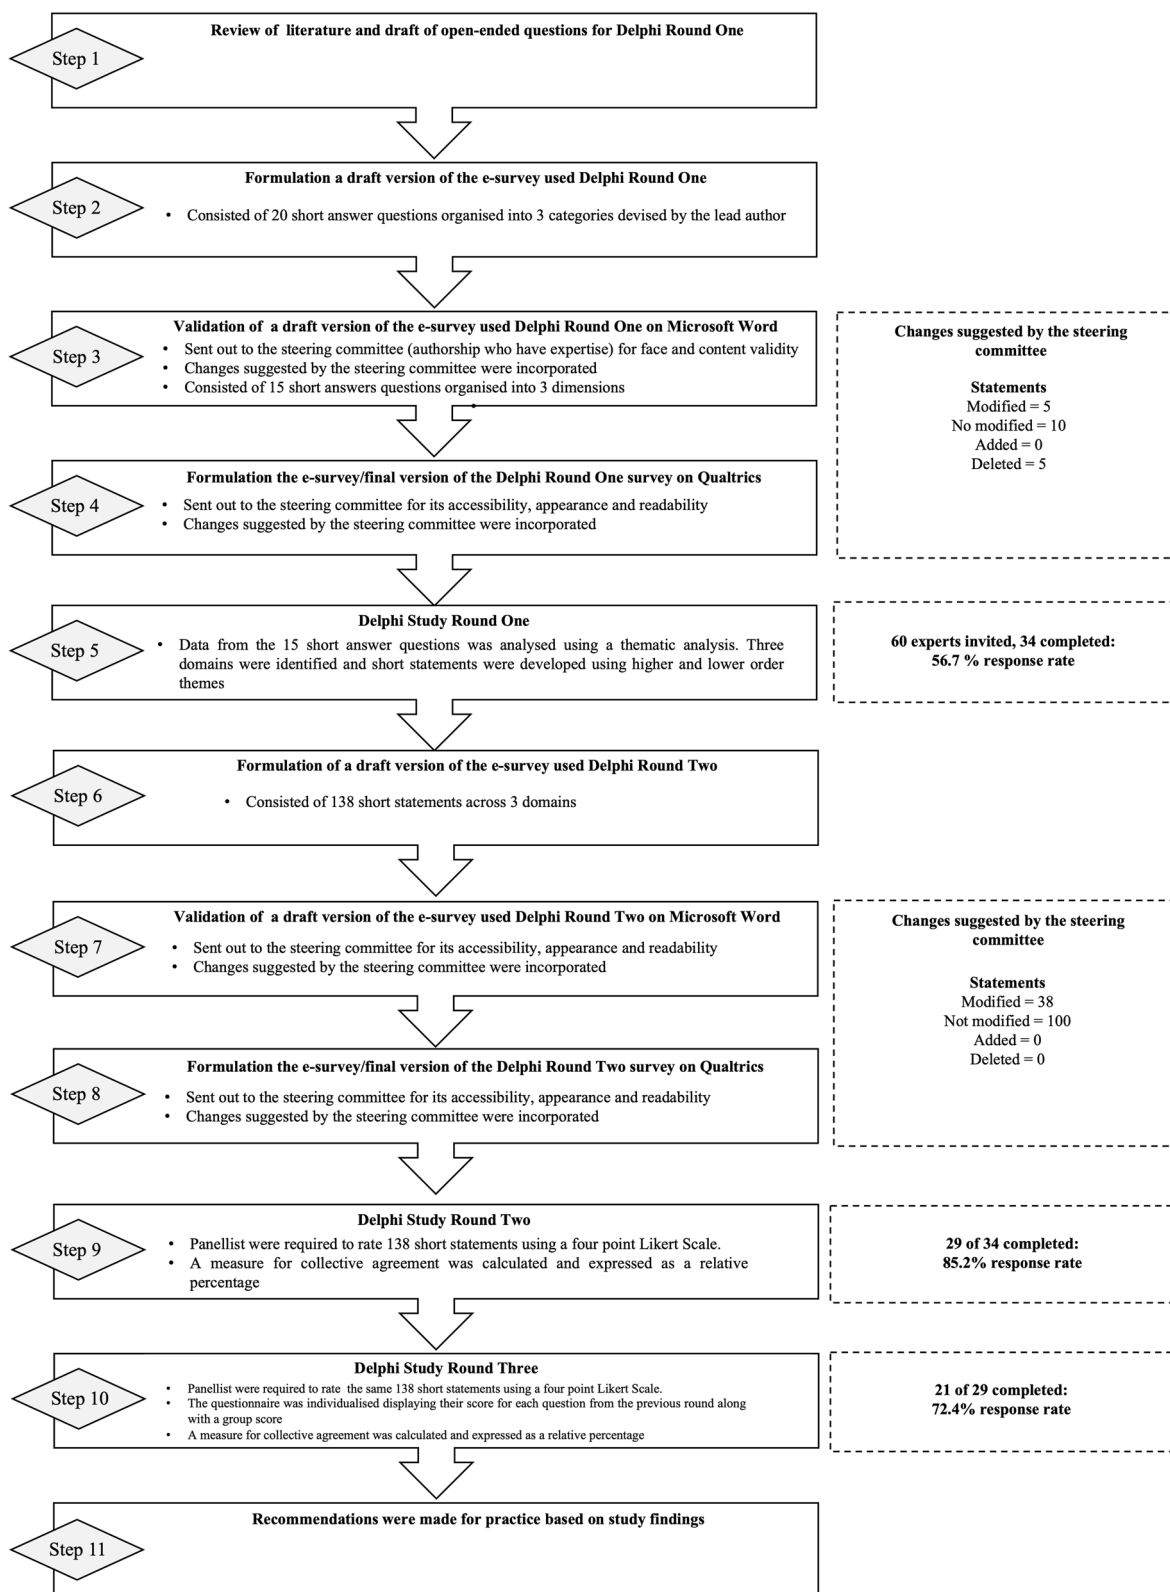 Step 1
Review of literature and draft of open-ended questions for Delphi Round One
Step 2
Formulation a draft version of the e-survey used Delphi Round One
• Consisted of 20 short answer questions organised into 3 categories devised by the lead author
Step 3
Validation of a draft version of the e-survey used Delphi Round One on Microsoft Word
• Sent out to the steering committee (authorship who have expertise) for face and content validity
• Changes suggested by the steering committee were incorporated
• Consisted of 15 short answers questions organised into 3 dimensions
Changes suggested by the steering
committee
Statements
Modified = 5
No modified = 10
Added = 0
Deleted = 5
Step 4
Formulation the e-survey/final version of the Delphi Round One survey on Qualtrics
• Sent out to the steering committee for its accessibility, appearance and readability
• Changes suggested by the steering committee were incorporated
Step 5
Delphi Study Round One
• Data from the 15 short answer questions was analysed using a thematic analysis. Three
domains were identified and short statements were developed using higher and lower order
themes
60 experts invited, 34 completed:
56.7 % response rate
Step 6
Formulation of a draft version of the e-survey used Delphi Round Two
• Consisted of 138 short statements across 3 domains
Step 7
Validation of a draft version of the e-survey used Delphi Round Two on Microsoft Word
• Sent out to the steering committee for its accessibility, appearance and readability
• Changes suggested by the steering committee were incorporated
Changes suggested by the steering
committee
Statements
Modified = 38
Not modified = 100
Added = 0
Deleted = 0
Step 8
Formulation the e-survey/final version of the Delphi Round Two survey on Qualtrics
• Sent out to the steering committee for its accessibility, appearance and readability
• Changes suggested by the steering committee were incorporated
Step 9
Delphi Study Round Two
• Panellist were required to rate 138 short statements using a four point Likert Scale.
• A measure for collective agreement was calculated and expressed as a relative
percentage
29 of 34 completed:
85.2% response rate
Step 10
Delphi Study Round Three
• Panellist were required to rate the same 138 short statements using a four point Likert Scale.
• The questionnaire was individualised displaying their score for each question from the previous round along
with a group score
• A measure for collective agreement was calculated and expressed as a relative percentage
21 of 29 completed:
72.4% response rate
Step 11
Recommendations were made for practice based on study findings